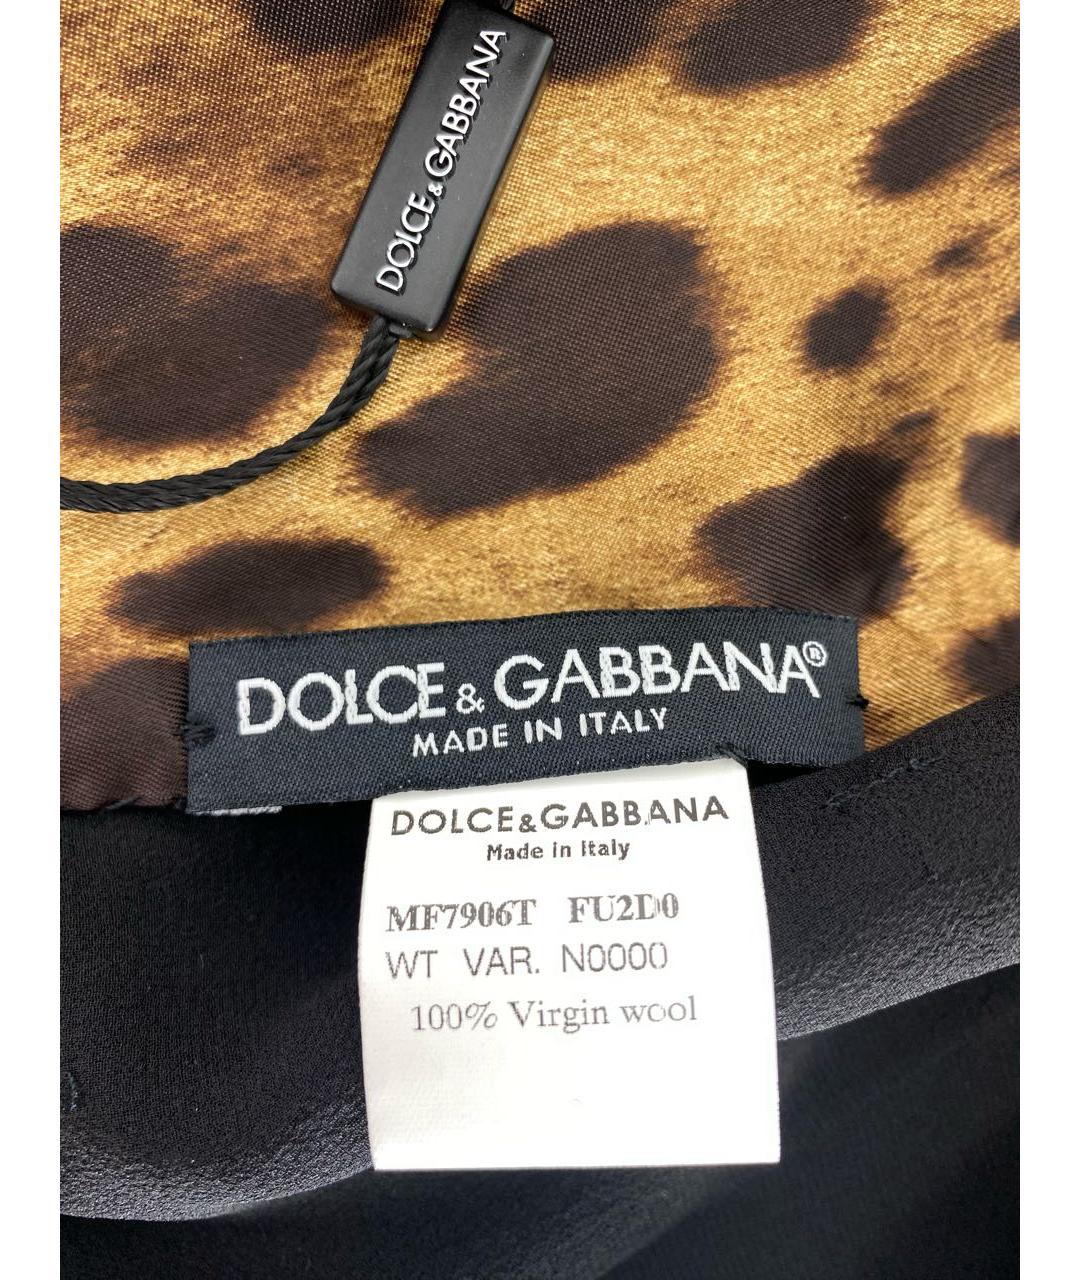 DOLCE&GABBANA
DOLCE & GABBANA®
MADE IN ITALY
DOLCE&GABBANA
Made in Italy
MF7906T FU2D0
WT VAR. N0000
100% Virgin wool